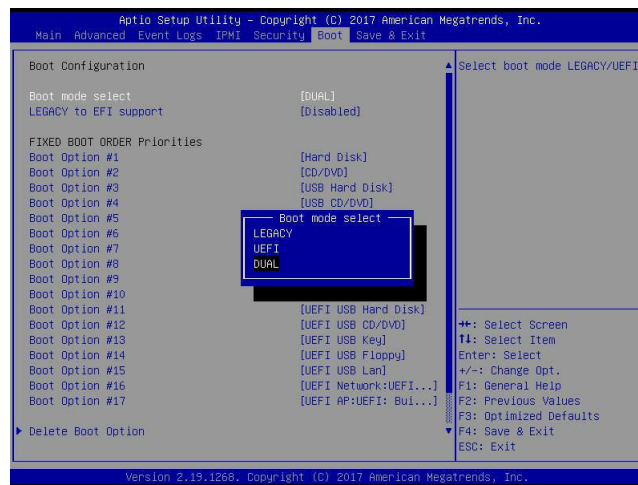 Aptio Setup Utility – Copyright (C) 2017 American Megatrends, Inc.
Main Advanced Event Logs IPMI Security Boot Save & Exit
Boot Configuration
Select boot mode LEGACY/UEFI
Boot mode select [DUAL]
LEGACY to EFI support [Disabled]
FIXED BOOT ORDER Priorities
Boot Option #1 [Hard Disk]
Boot Option #2 [CD/DVD]
Boot Option #3 [USB Hard Disk]
Boot Option #4 [USB CD/DVD]
Boot Option #5
Boot Option #6
Boot Option #7
Boot Option #8
Boot Option #9
Boot Option #10
Boot Option #11 [UEFI USB Hard Disk]
Boot Option #12 [UEFI USB CD/DVD]
Boot Option #13 [UEFI USB Key]
Boot Option #14 [UEFI USB Floppy]
Boot Option #15 [UEFI USB Lan]
Boot Option #16 [UEFI Network:UEFI...]
Boot Option #17 [UEFI AP:UEFI: Bui...]
Delete Boot Option
Boot mode select
LEGACY
UEFI
DUAL
→←: Select Screen
↑↓: Select Item
Enter: Select
+/-: Change Opt.
F1: General Help
F2: Previous Values
F3: Optimized Defaults
F4: Save & Exit
ESC: Exit
Version 2.19.1268. Copyright (C) 2017 American Megatrends, Inc.